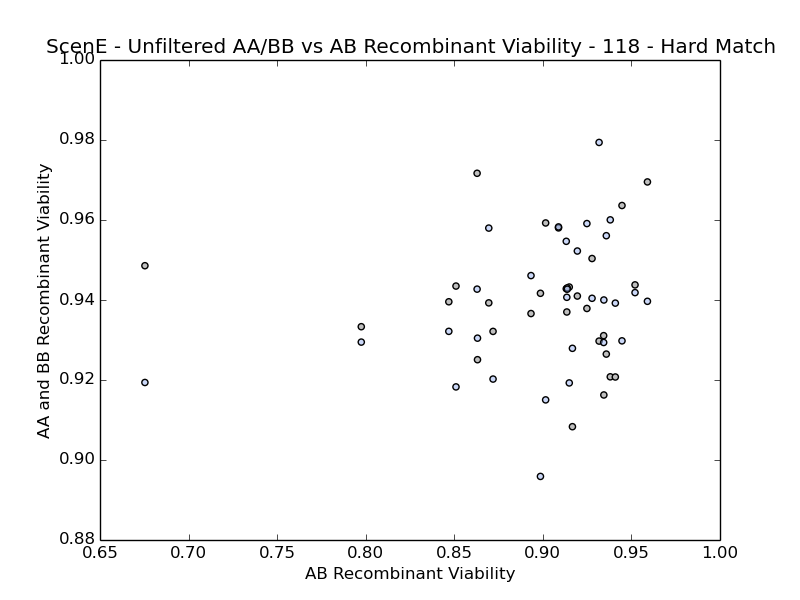 ScenE - Unfiltered AA/BB vs AB Recombinant Viability - 118 - Hard Match
1.00
0.98
0.96
0.94
0.92
0.90
0.88
AA and BB Recombinant Viability
0.65 0.70 0.75 0.80 0.85 0.90 0.95 1.00
AB Recombinant Viability